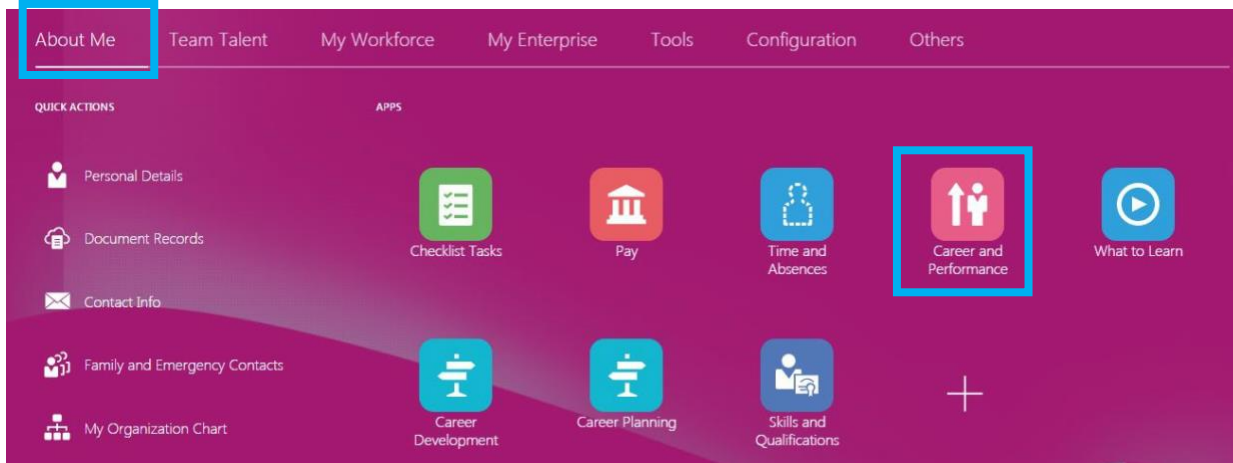 About Me Team Talent My Workforce My Enterprise Tools Configuration Others
QUICK ACTIONS
APPS
Personal Details
Document Records
Contact Info
Family and Emergency Contacts
My Organization Chart
Checklist Tasks
Pay
Time and
Absences
Career and
Performance
What to Learn
Career
Development
Career Planning
Skills and
Qualifications